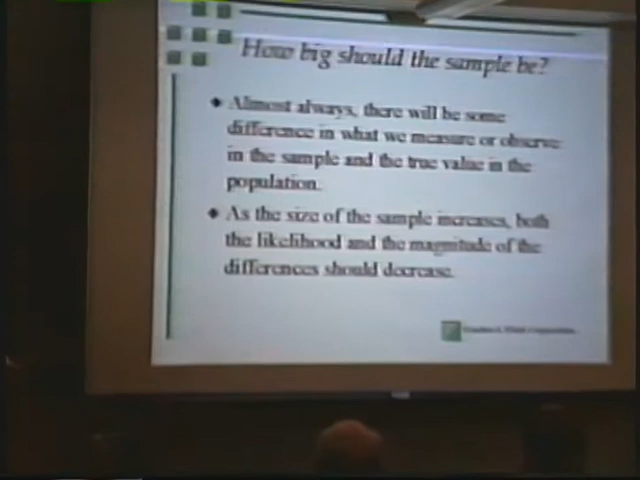 How big should the sample be?
Almost always, there will be some
difference in what we measure or observe
in the sample and the true value in the
population.
As the size of the sample increases, both
the likelihood and the magnitude of the
differences should decrease.